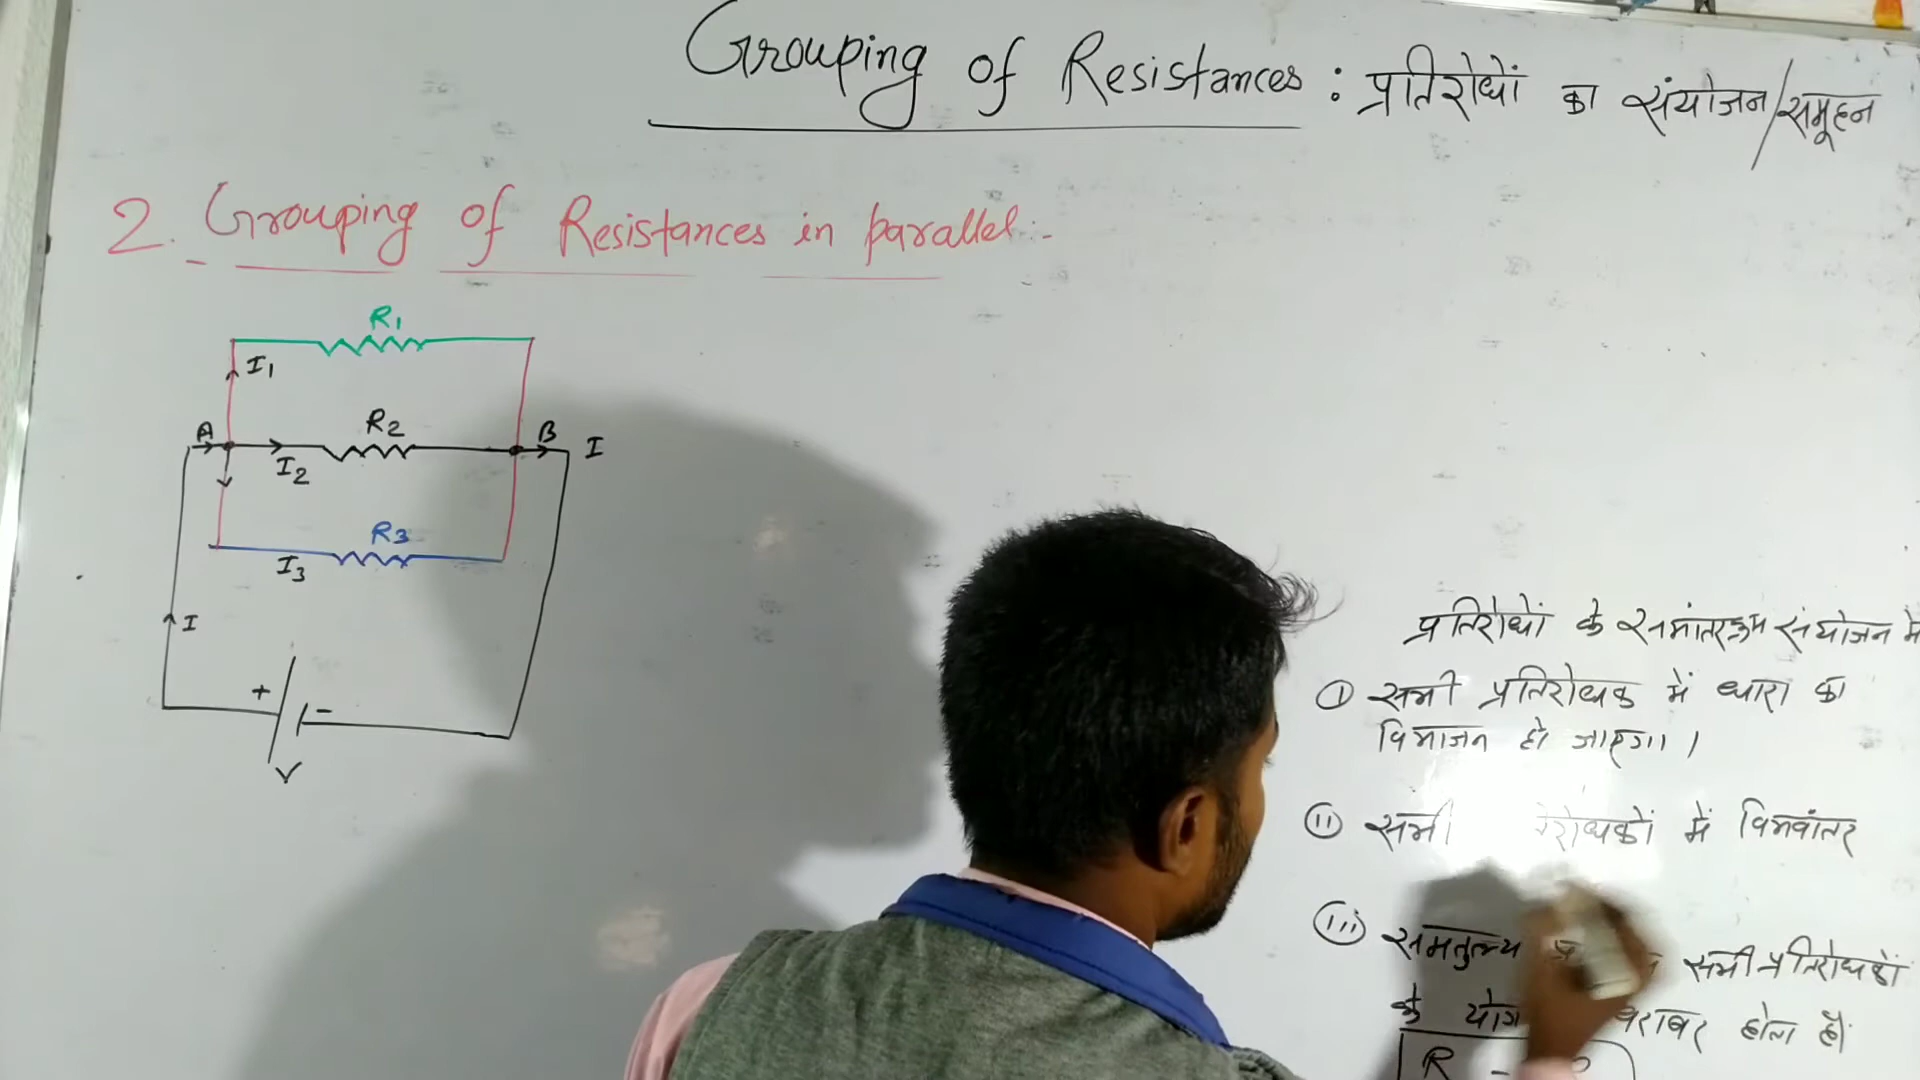 Grouping of Resistances : प्रतिरोधों का संयोजन/समूहन
2. Grouping of Resistances in parallel :-
R1
I1
A
R2
B
I
I2
R3
I3
I
+
-
V
प्रतिरोधों के समांतरक्रम संयोजन में
(i) सभी प्रतिरोधक में धारा का
विभाजन हो जाएगा ।
(ii) सभी में विभवांतर
(iii) समतुल्य सभी प्रतिरोधकों
के योग बराबर होता है।
R -